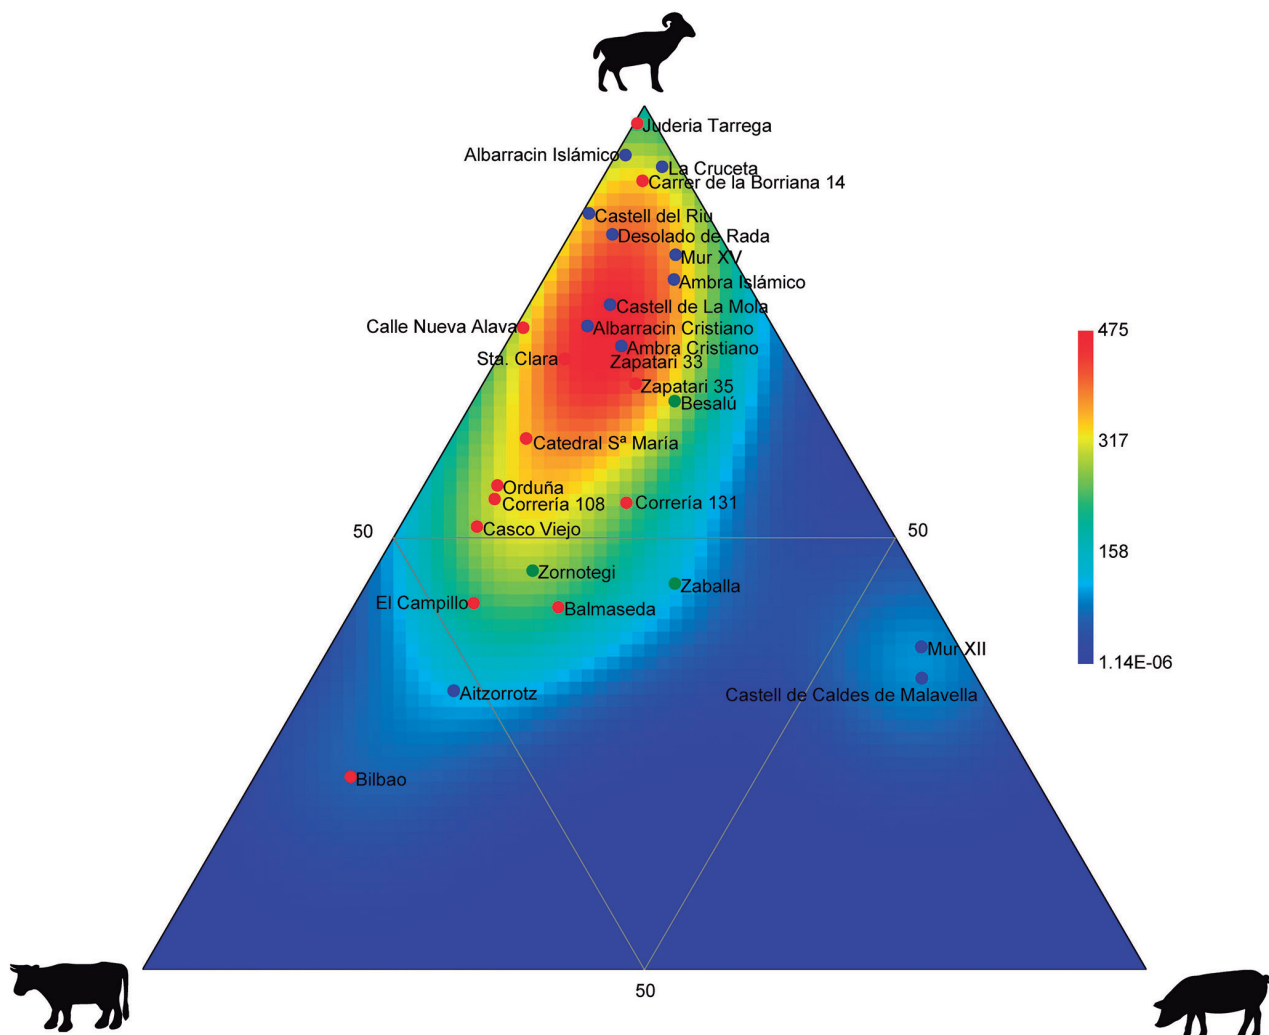 Juderia Tarrega
Albarracin Islámico
La Cruceta
Carrer de la Borriana 14
Castell del Riu
Desolado de Rada
Mur XV
Ambra Islámico
Castell de La Mola
Calle Nueva Alava
Albarracin Cristiano
475
Ambra Cristiano
Sta. Clara
Zapatari 33
Zapatari 35
Besalú
Catedral Sª Maria
317
Orduña
Correría 108
Correría 131
50
50
Casco Viejo
158
Zornotegi
Zaballa
El Campillo
Balmaseda
Mur XII
1.14E-06
Aitzorrotz
Castell de Caldes de Malavella
Bilbao
50